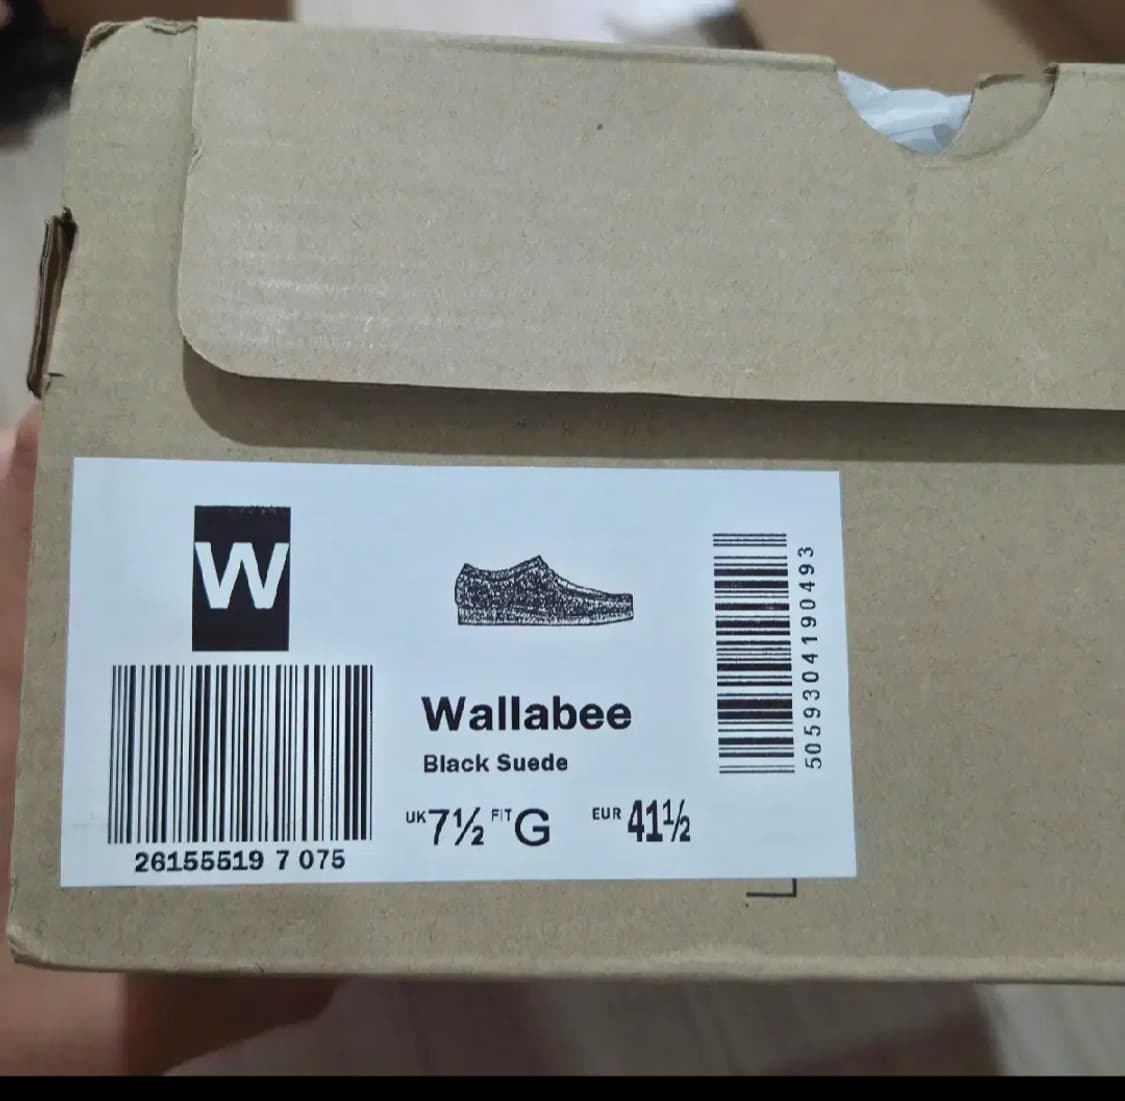 W
26155519 7 075
Wallabee
Black Suede
UK 7½ FIT G EUR 41½
5059304190493